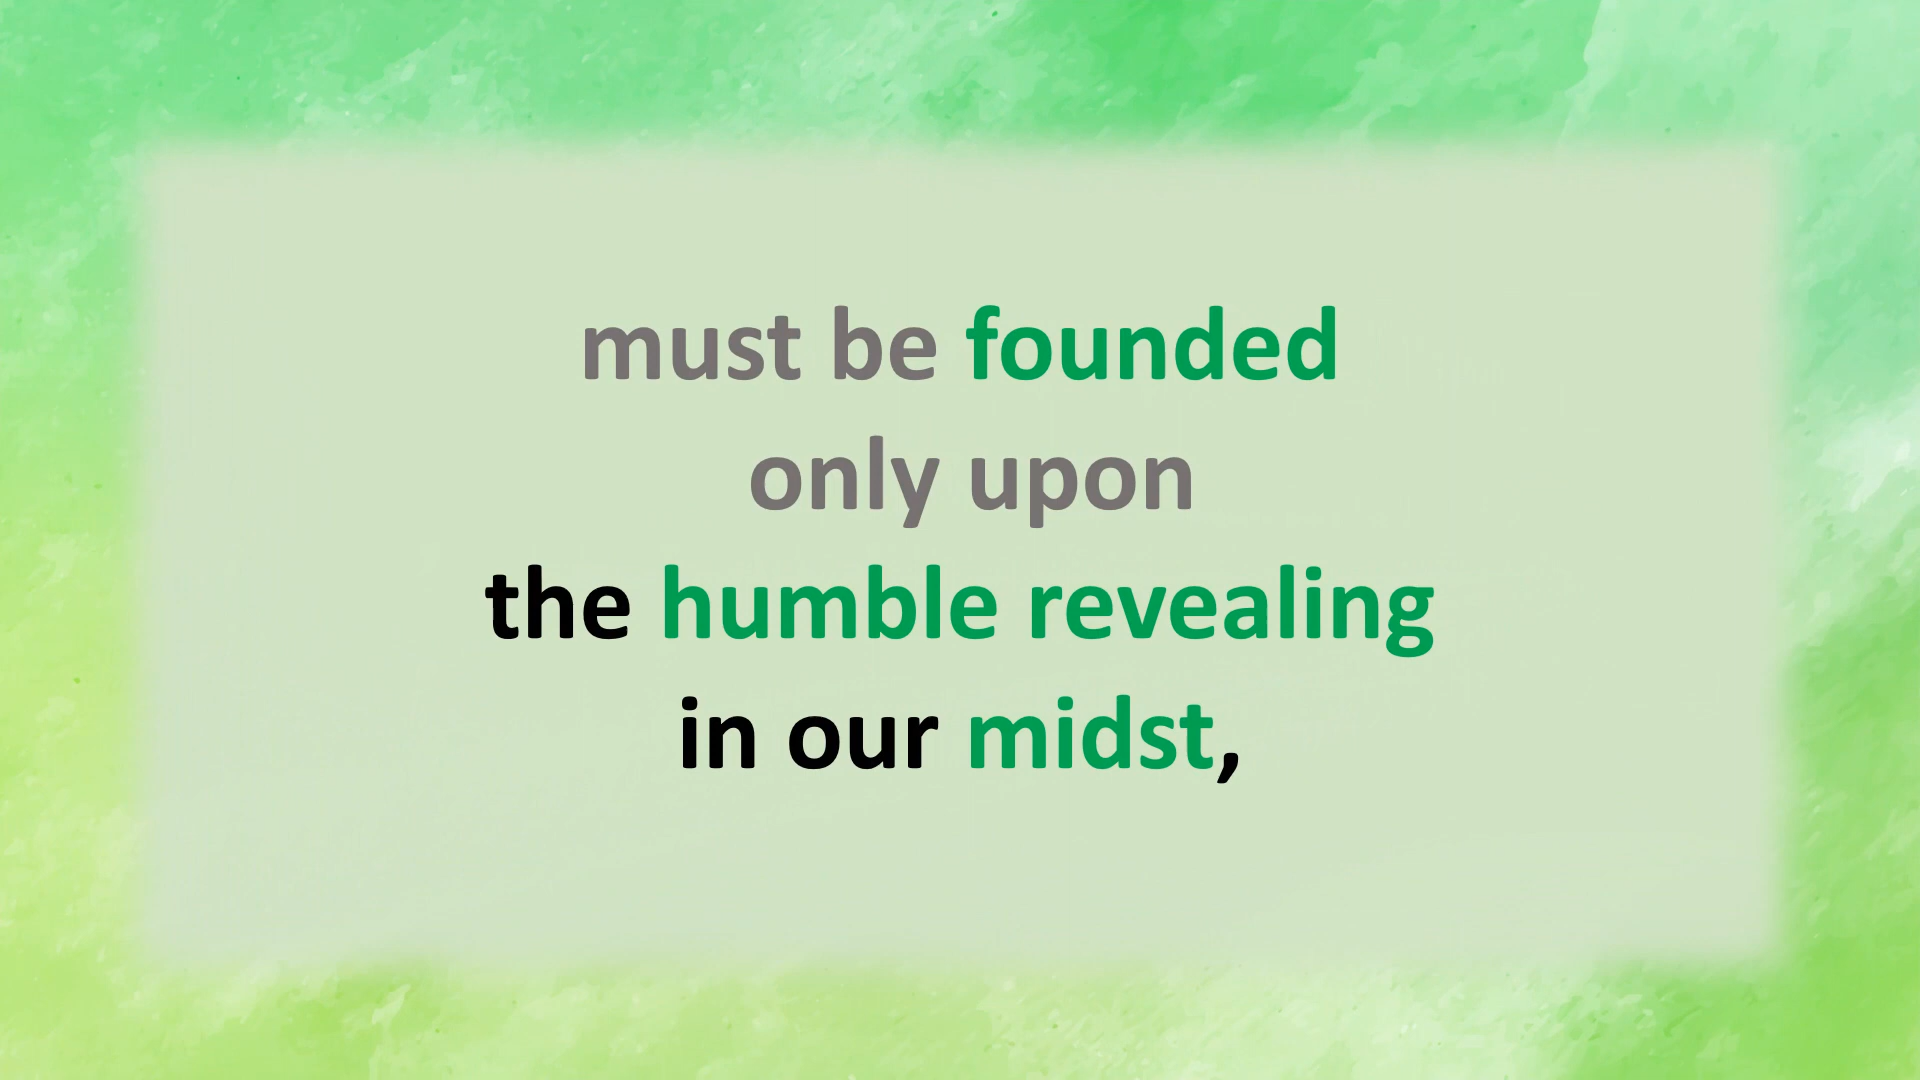 must be founded
only upon
the humble revealing
in our midst,